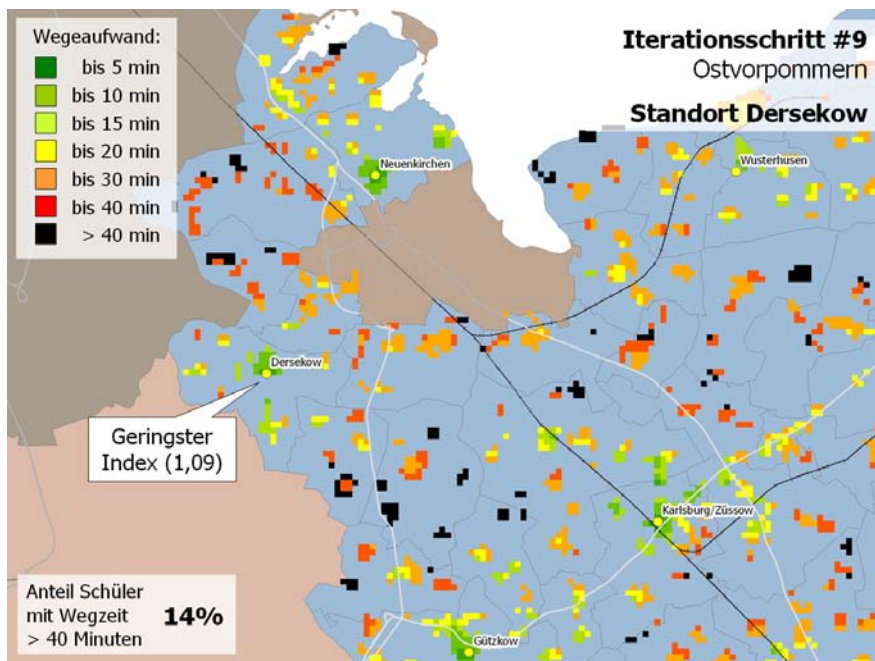 Wegeaufwand:
bis 5 min
bis 10 min
bis 15 min
bis 20 min
bis 30 min
bis 40 min
> 40 min
Iterationsschritt #9
Ostvorpommern
Standort Dersekow
Neuenkirchen
Wusterhusen
Dersekow
Geringster
Index (1,09)
Karlsburg/Züssow
Gützkow
Anteil Schüler
mit Wegzeit 14%
> 40 Minuten